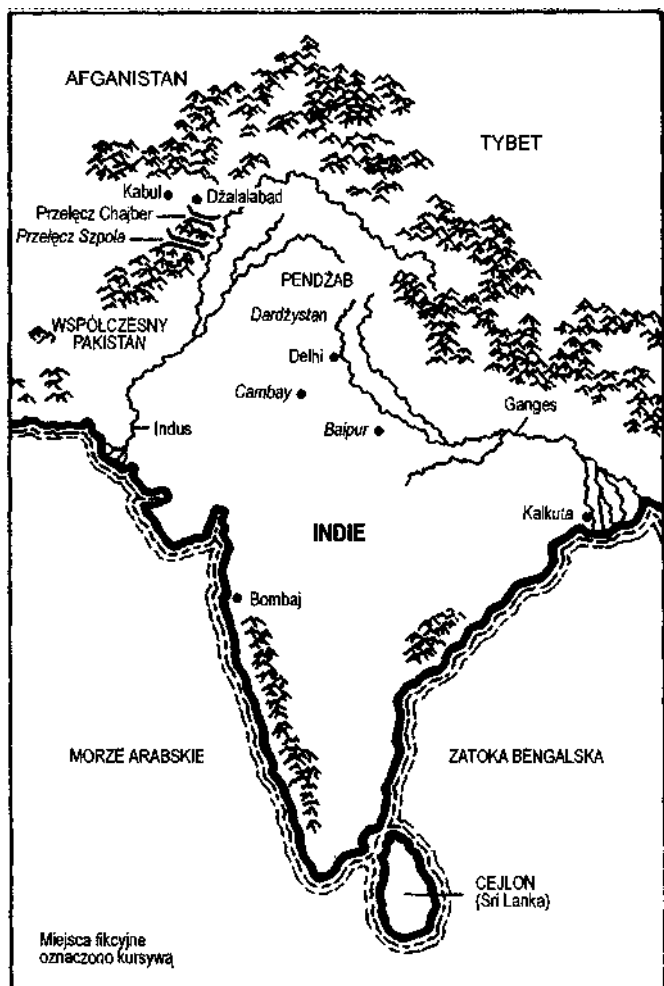 AFGANISTAN
TYBET
Kabul
Dżalalabad
Przełęcz Chajber
Przełęcz Szpola
PENDŻAB
Dardżystan
WSPÓŁCZESNY
PAKISTAN
Delhi
Cambay
Ganges
Indus
Baipur
Kalkuta
INDIE
Bombaj
MORZE ARABSKIE
ZATOKA BENGALSKA
CEJLON
(Sri Lanka)
Miejsca fikcyjne
oznaczono kursywą